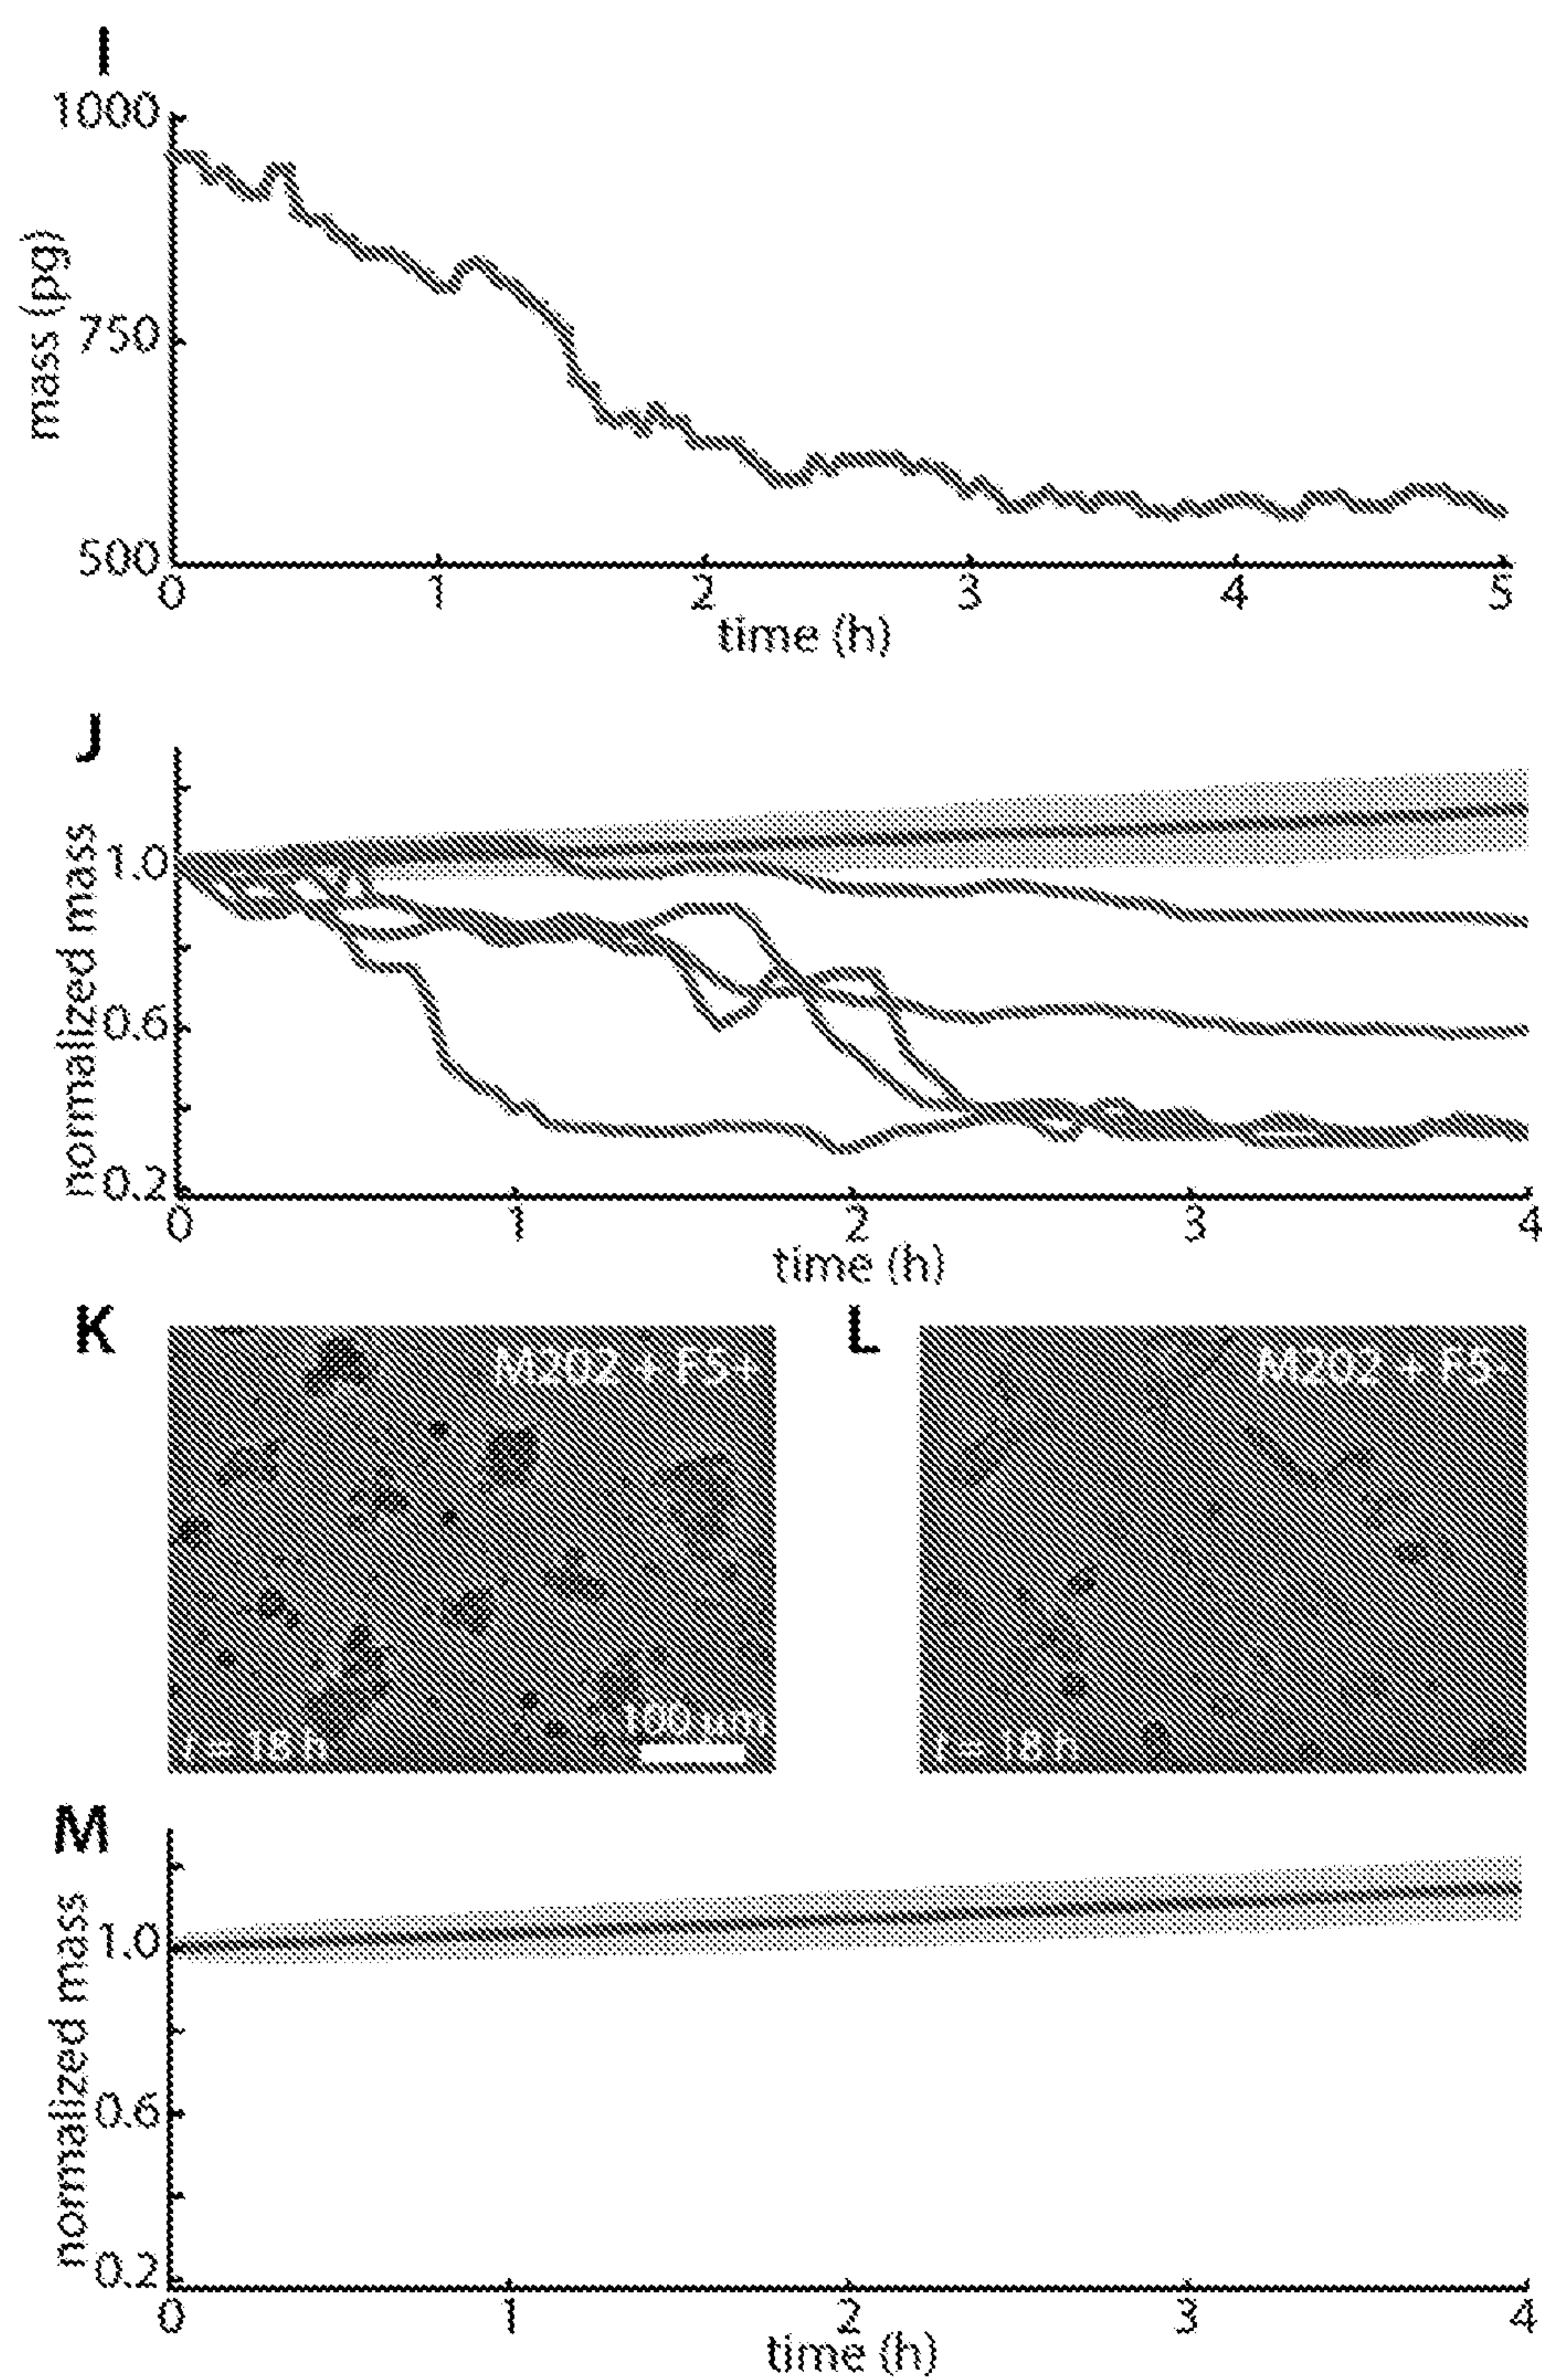 I
1000
750
500
mass (pg)
0 1 2 3 4 5
time (h)
J
1.0
0.6
0.2
normalized mass
0 1 2 3 4
time (h)
K
M202 + F5+
t = 18 h
100 µm
L
M202 + F5-
t = 18 h
M
1.0
0.6
0.2
normalized mass
0 1 2 3 4
time (h)